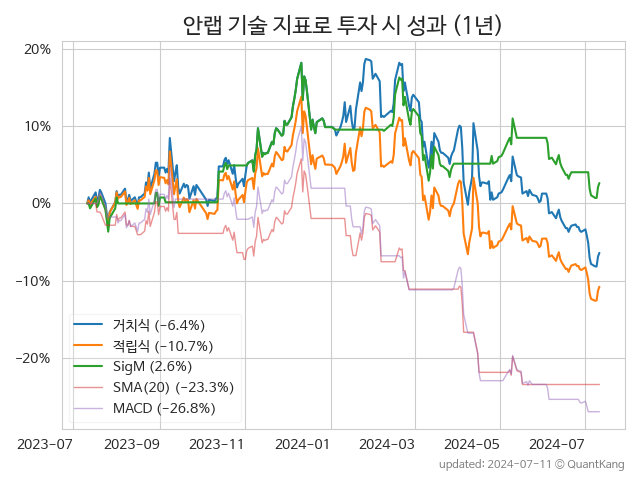 안랩 기술 지표로 투자 시 성과 (1년)
20%
10%
0%
−10%
−20%
거치식 (−6.4%)
적립식 (−10.7%)
SigM (2.6%)
SMA(20) (−23.3%)
MACD (−26.8%)
2023-07 2023-09 2023-11 2024-01 2024-03 2024-05 2024-07
updated: 2024-07-11 © QuantKang